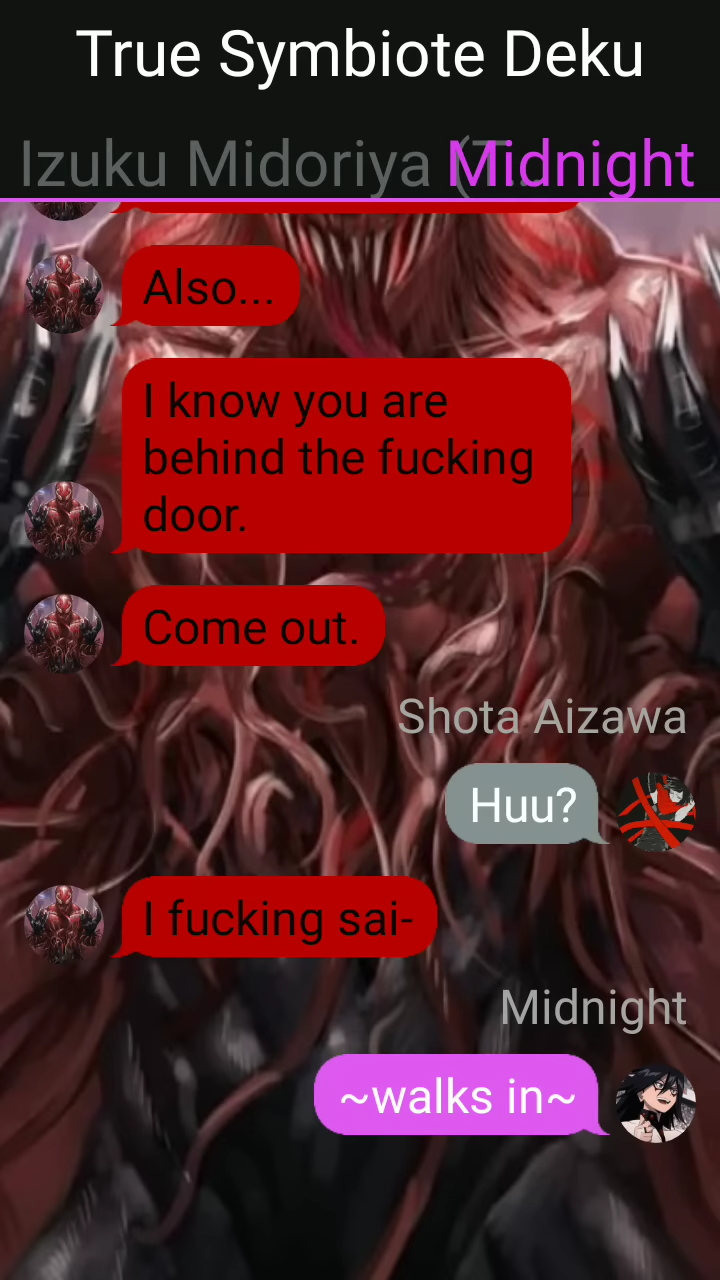 True Symbiote Deku
Izuku Midoriya (T...
Midnight
Also...
I know you are
behind the fucking
door.
Come out.
Shota Aizawa
Huu?
I fucking sai-
Midnight
~walks in~